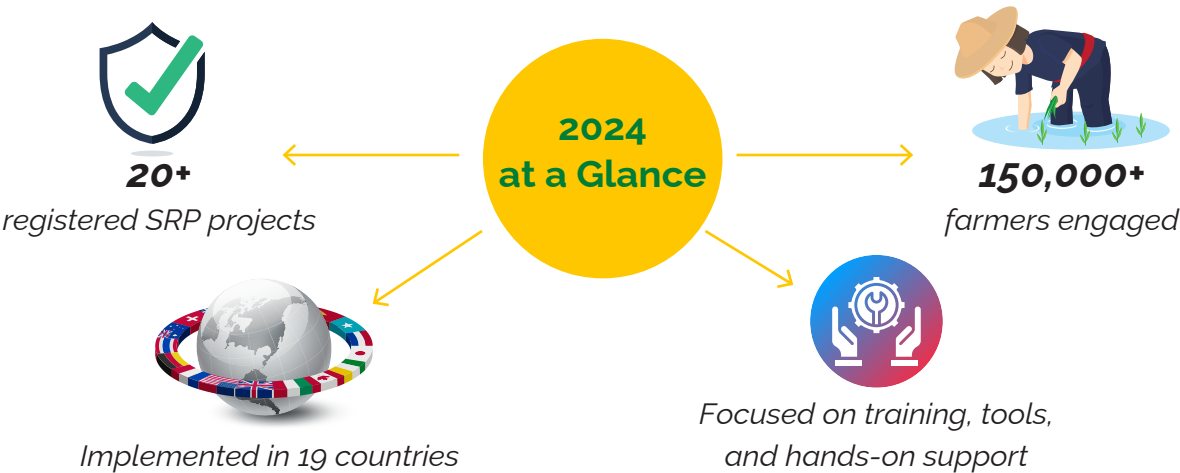 2024
at a Glance
20+
registered SRP projects
150,000+
farmers engaged
Implemented in 19 countries
Focused on training, tools,
and hands-on support